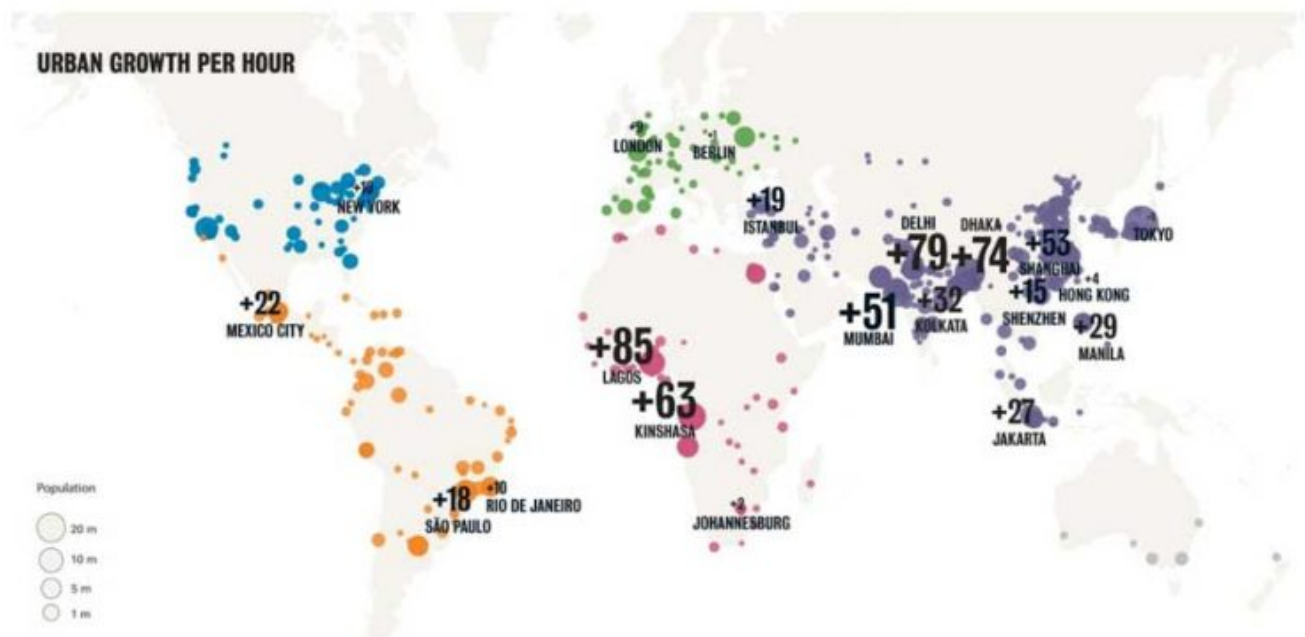 URBAN GROWTH PER HOUR
+9
LONDON
+1
BERLIN
NEW YORK
+19
ISTANBUL
DELHI
+79
DHAKA
+74
+53
SHANGHAI
TOKYO
+22
MEXICO CITY
+51
MUMBAI
+32
KOLKATA
+15
SHENZHEN
+4
HONG KONG
+29
MANILA
+85
LAGOS
+63
KINSHASA
+27
JAKARTA
+18
SÃO PAULO
+10
RIO DE JANEIRO
JOHANNESBURG
Population
20 m
10 m
5 m
1 m